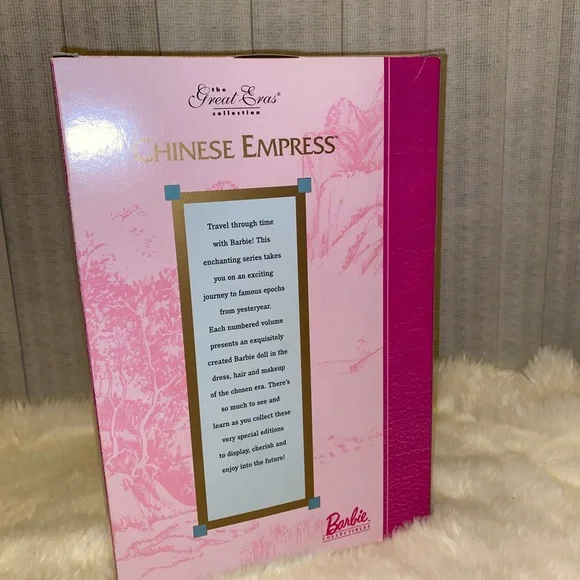 the
Great Eras®
collection
CHINESE EMPRESS™
Travel through time
with Barbie! This
enchanting series takes
you on an exciting
journey to famous epochs
from yesteryear.
Each numbered volume
presents an exquisitely
created Barbie doll in the
dress, hair and makeup
of the chosen era. There's
so much to see and
learn as you collect these
very special editions
to display, cherish and
enjoy into the future!
Barbie®
COLLECTIBLES